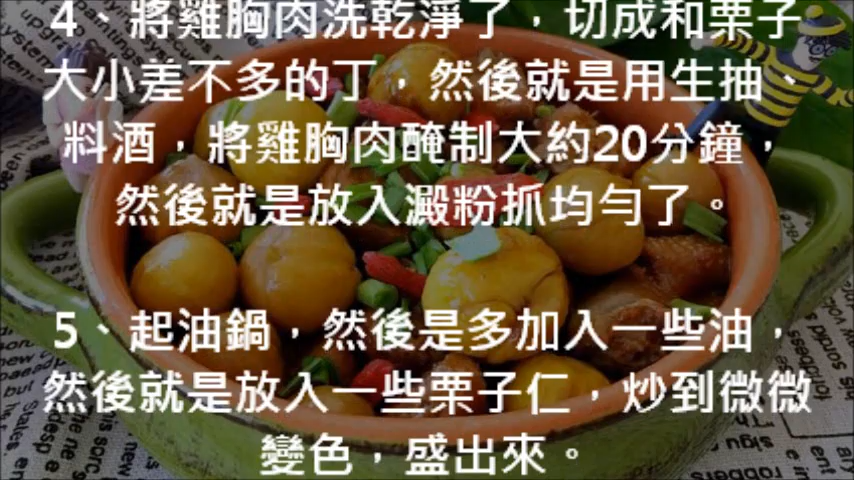 4、將雞胸肉洗乾淨了，切成和栗子
大小差不多的丁，然後就是用生抽、
料酒，將雞胸肉醃制大約20分鐘，
然後就是放入澱粉抓均勻了。
5、起油鍋，然後是多加入一些油，
然後就是放入一些栗子仁，炒到微微
變色，盛出來。